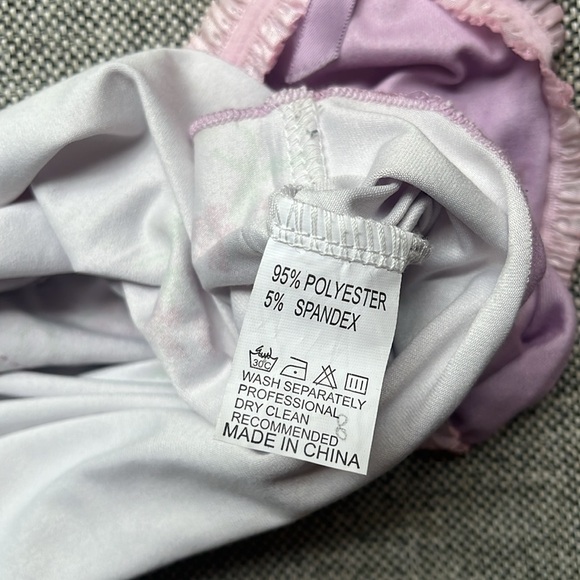 95% POLYESTER
5% SPANDEX
30°C
WASH SEPARATELY
PROFESSIONAL
DRY CLEAN
RECOMMENDED
MADE IN CHINA